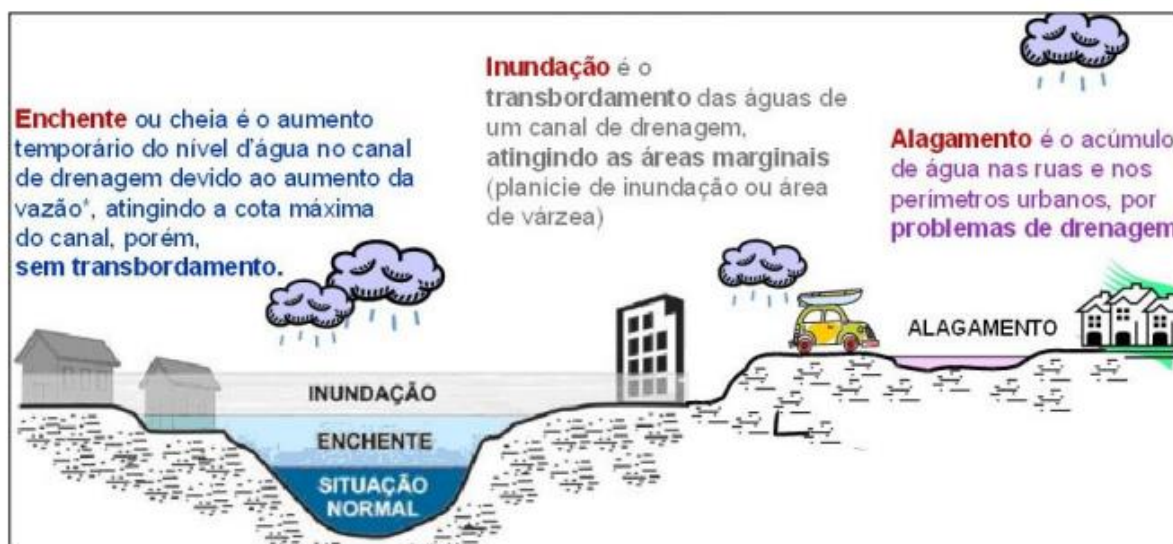 Enchente ou cheia é o aumento
temporário do nível d'água no canal
de drenagem devido ao aumento da
vazão*, atingindo a cota máxima
do canal, porém,
sem transbordamento.
Inundação é o
transbordamento das águas de
um canal de drenagem,
atingindo as áreas marginais
(planície de inundação ou área
de várzea)
Alagamento é o acúmulo
de água nas ruas e nos
perímetros urbanos, por
problemas de drenagem
ALAGAMENTO
INUNDAÇÃO
ENCHENTE
SITUAÇÃO
NORMAL